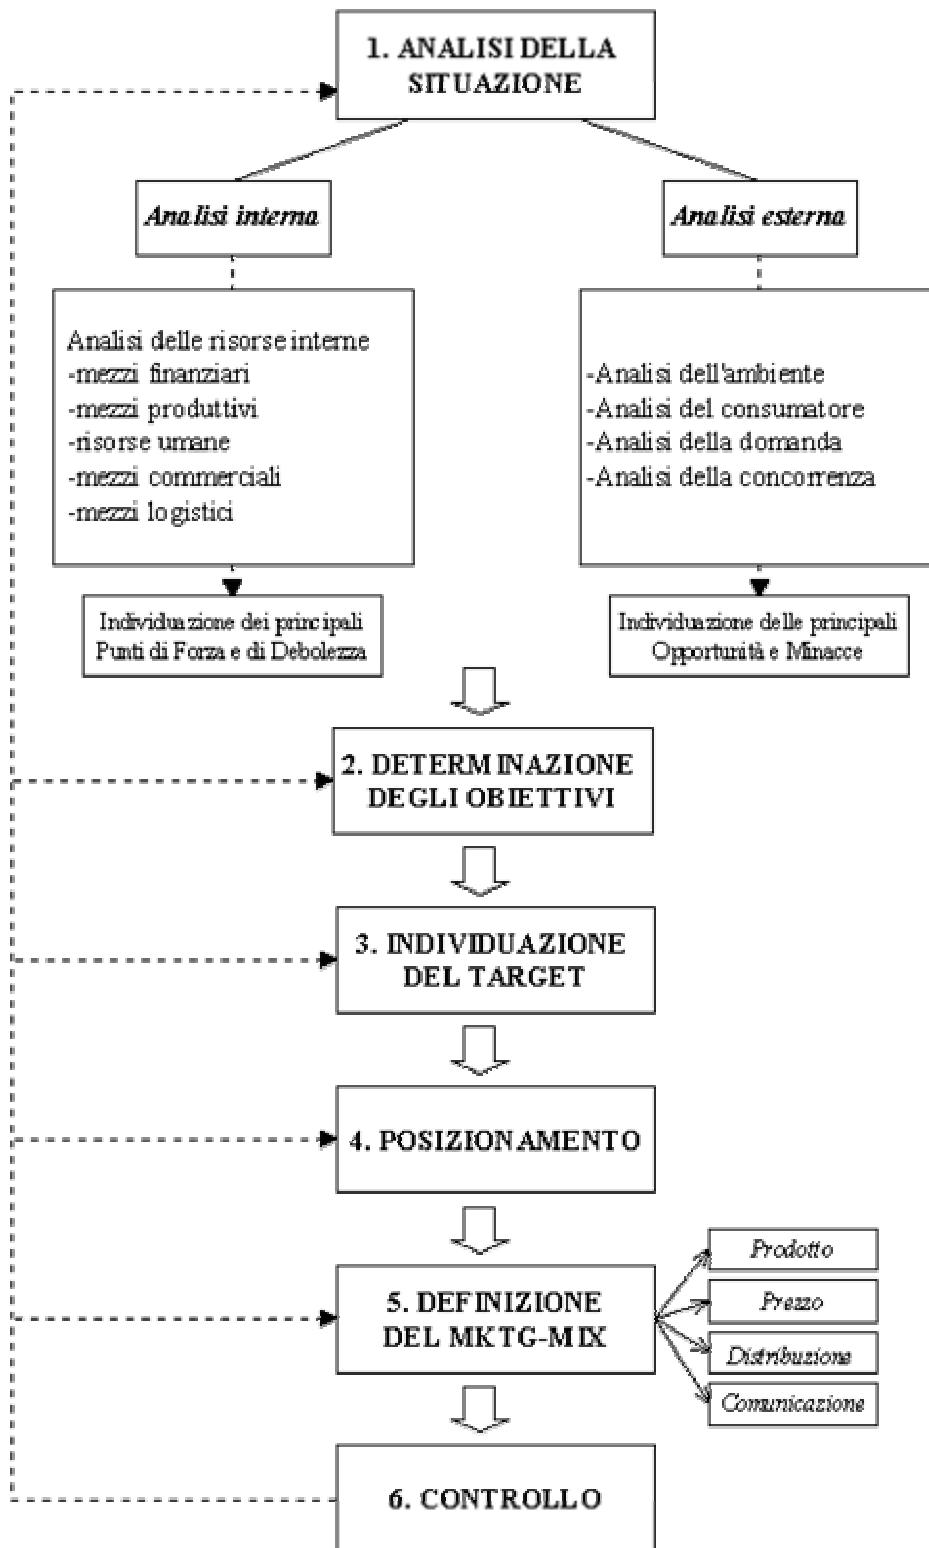 1. ANALISI DELLA
SITUAZIONE
Analisi interna
Analisi esterna
Analisi delle risorse interne
-mezzi finanziari
-mezzi produttivi
-risorse umane
-mezzi commerciali
-mezzi logistici
-Analisi dell'ambiente
-Analisi del consumatore
-Analisi della domanda
-Analisi della concorrenza
Individuazione dei principali
Punti di Forza e di Debolezza
Individuazione delle principali
Opportunità e Minacce
2. DETERMINAZIONE
DEGLI OBIETTIVI
3. INDIVIDUAZIONE
DEL TARGET
4. POSIZIONAMENTO
5. DEFINIZIONE
DEL MKTG-MIX
Prodotto
Prezzo
Distribuzione
Comunicazione
6. CONTROLLO